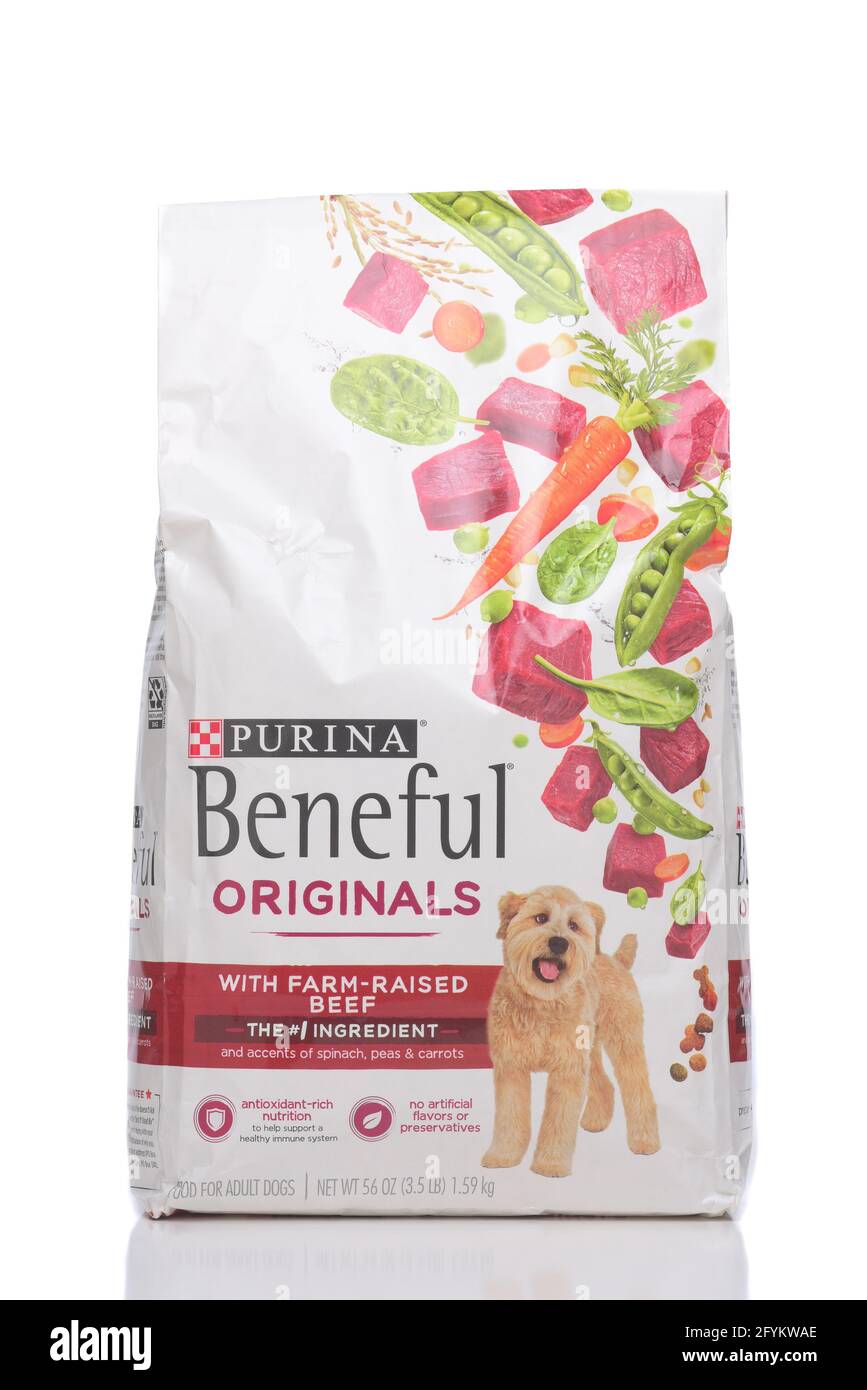 PURINA®
Beneful®
ORIGINALS
WITH FARM-RAISED
BEEF
THE #1 INGREDIENT
and accents of spinach, peas & carrots
antioxidant-rich
nutrition
to help support a
healthy immune system
no artificial
flavors or
preservatives
FOOD FOR ADULT DOGS | NET WT 56 OZ (3.5 LB) 1.59 kg
alamy
alamy
Image ID: 2FYKWAE
www.alamy.com